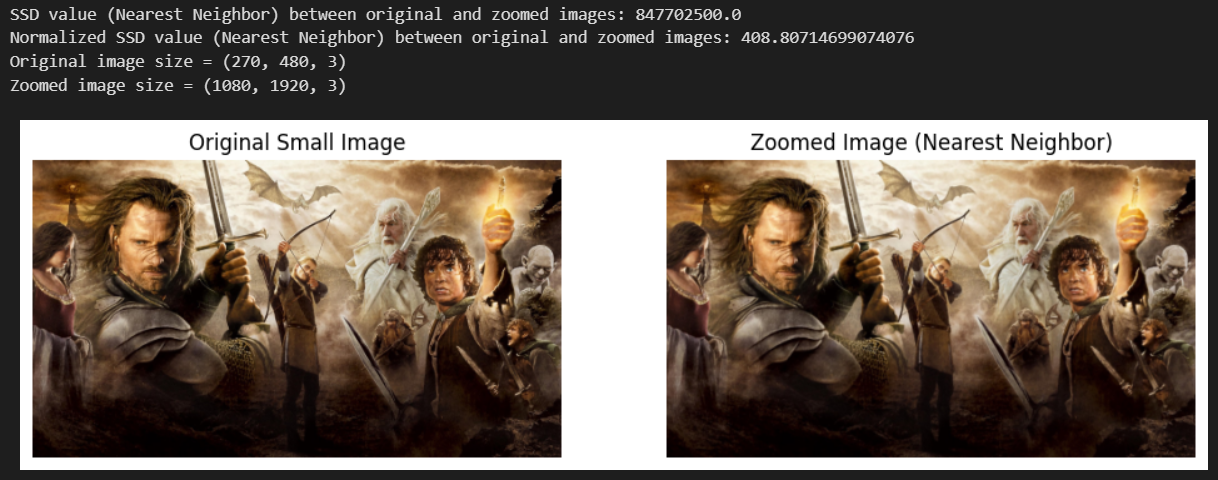 SSD value (Nearest Neighbor) between original and zoomed images: 847702500.0
Normalized SSD value (Nearest Neighbor) between original and zoomed images: 408.80714699074076
Original image size = (270, 480, 3)
Zoomed image size = (1080, 1920, 3)
Original Small Image
Zoomed Image (Nearest Neighbor)